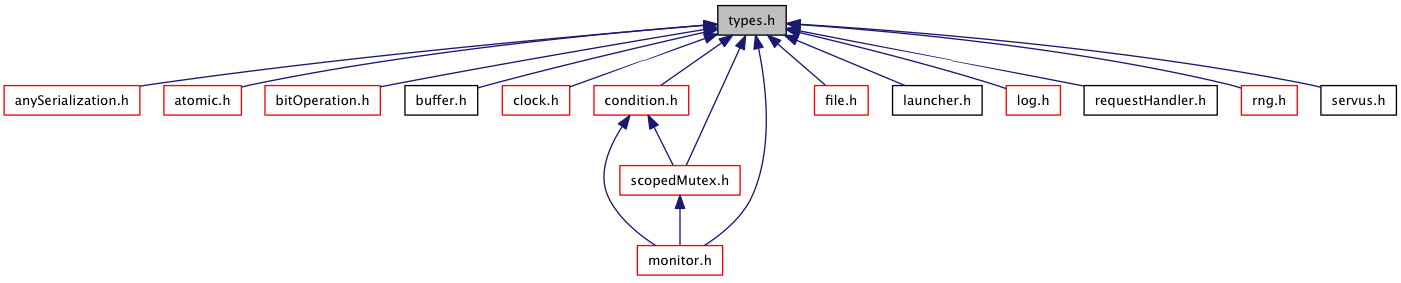 types.h
anySerialization.h
atomic.h
bitOperation.h
buffer.h
clock.h
condition.h
file.h
launcher.h
log.h
requestHandler.h
rng.h
servus.h
scopedMutex.h
monitor.h